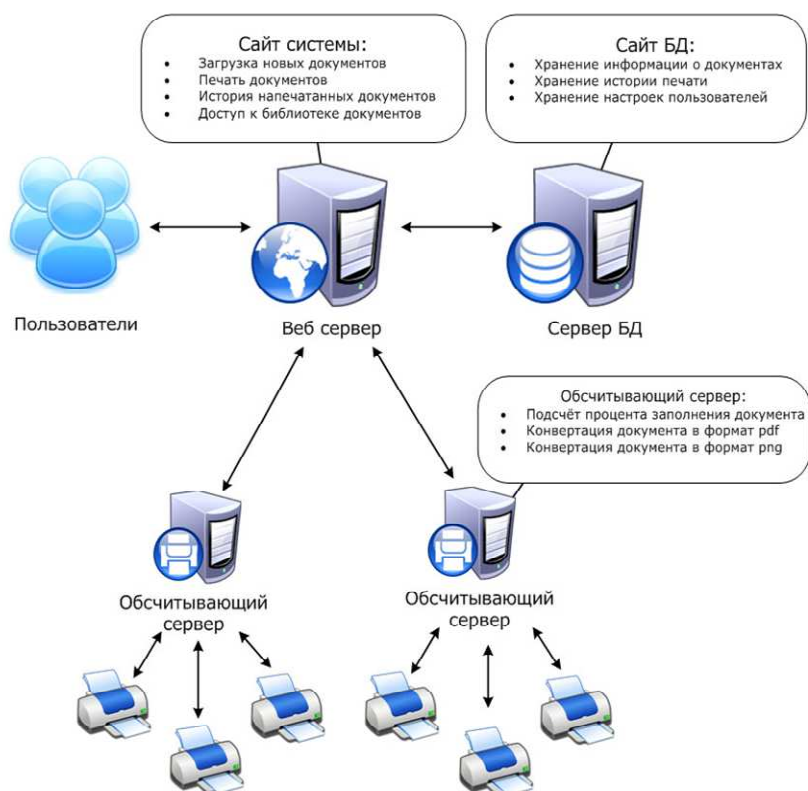 Сайт системы:
• Загрузка новых документов
• Печать документов
• История напечатанных документов
• Доступ к библиотеке документов
Сайт БД:
• Хранение информации о документах
• Хранение истории печати
• Хранение настроек пользователей
Пользователи
Веб сервер
Сервер БД
Обсчитывающий сервер:
• Подсчёт процента заполнения документа
• Конвертация документа в формат pdf
• Конвертация документа в формат png
Обсчитывающий
сервер
Обсчитывающий
сервер